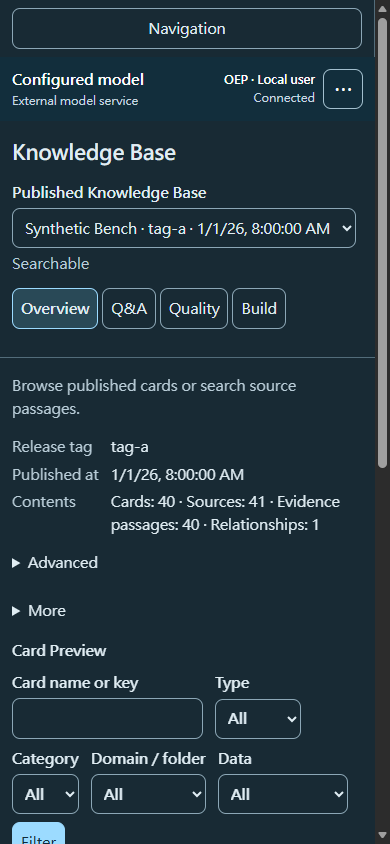 Navigation
Configured model
OEP · Local user
External model service
Connected
...
Knowledge Base
Published Knowledge Base
Synthetic Bench · tag-a · 1/1/26, 8:00:00 AM
Searchable
Overview Q&A Quality Build
Browse published cards or search source
passages.
Release tag tag-a
Published at 1/1/26, 8:00:00 AM
Contents Cards: 40 · Sources: 41 · Evidence
passages: 40 · Relationships: 1
Advanced
More
Card Preview
Card name or key Type
All
Category Domain / folder Data
All All All
Filter